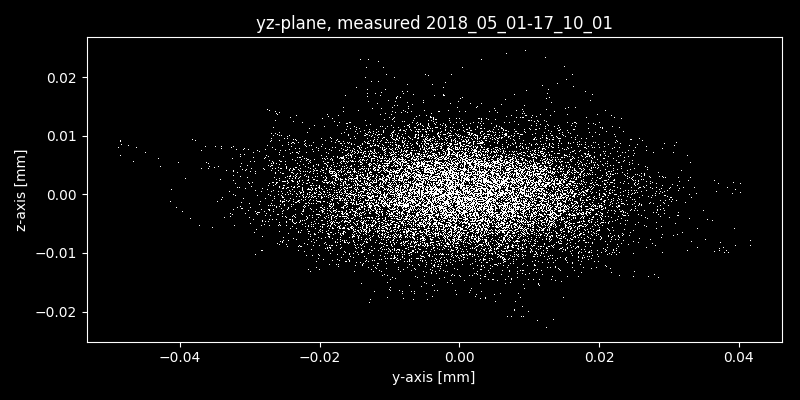 yz-plane, measured 2018_05_01-17_10_01
0.02
0.01
0.00
−0.01
−0.02
z-axis [mm]
−0.04 −0.02 0.00 0.02 0.04
y-axis [mm]